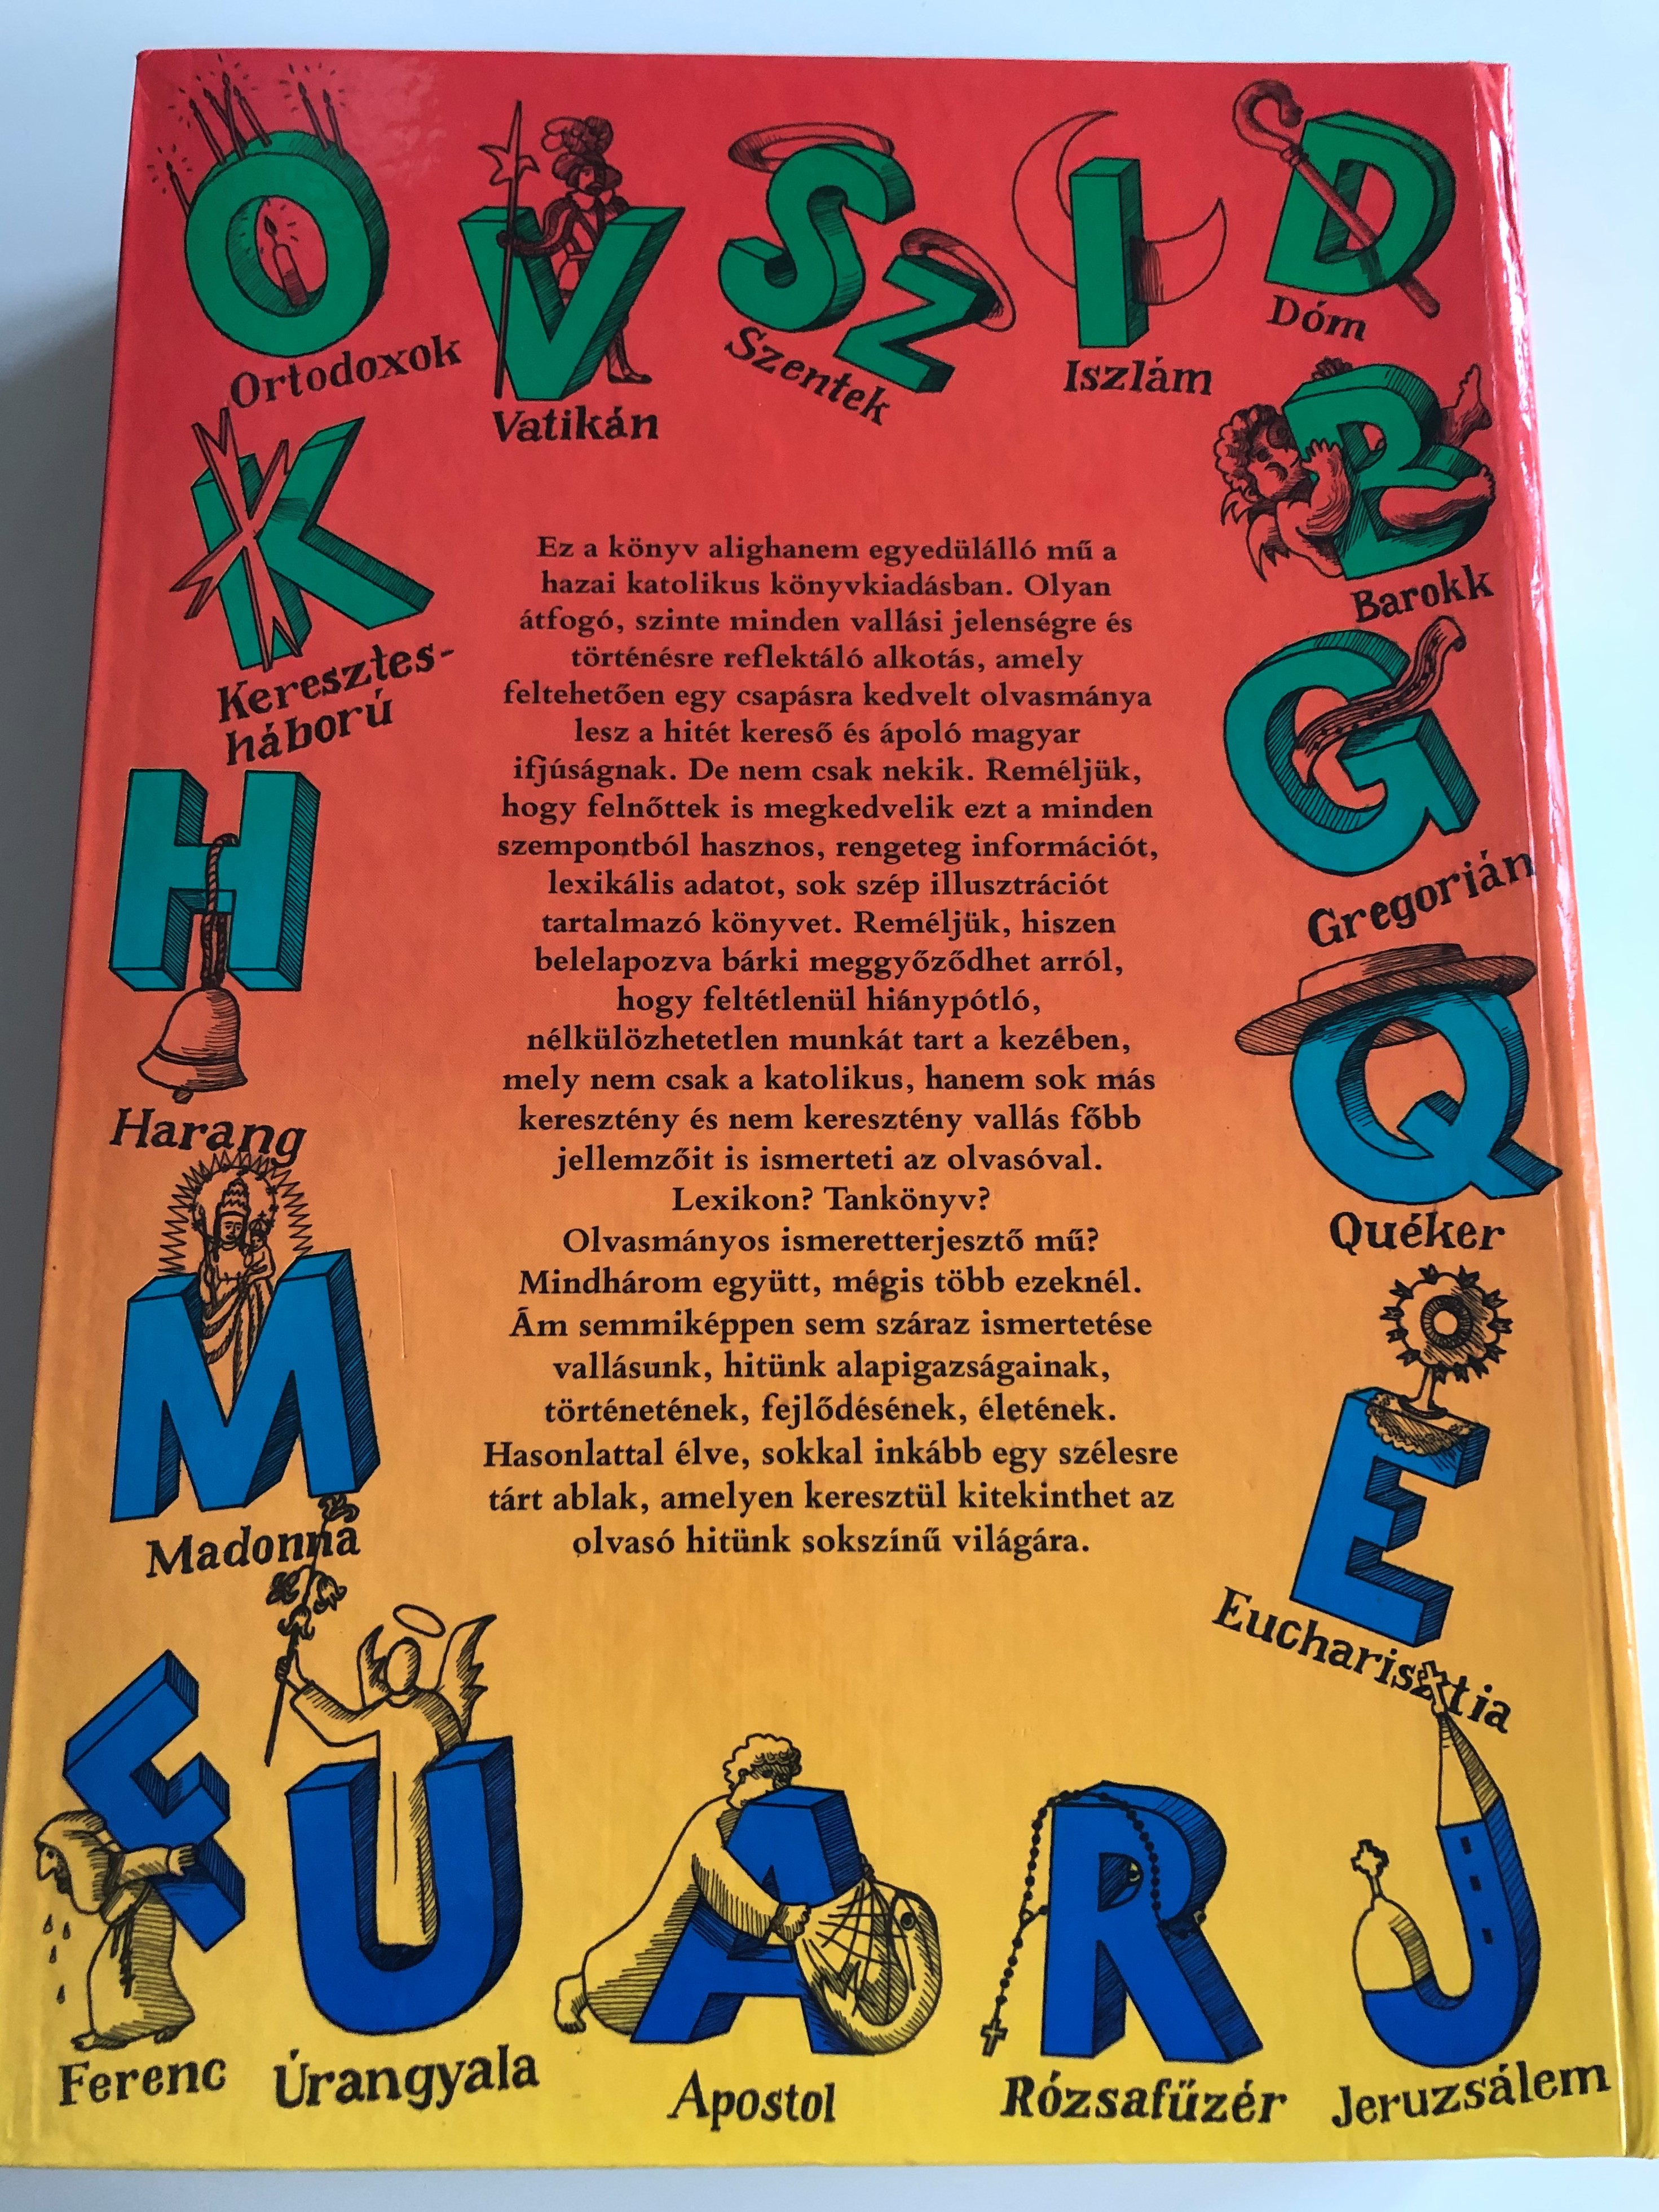 O
V
SZ
I
D
Ortodoxok
Vatikán
Szentek
Iszlám
Dóm
K
Keresztes-
háború
B
Barokk
G
Gregorián
H
Harang
Q
Quéker
M
Madonna
E
Eucharisztia
Ez a könyv alighanem egyedülálló mű a
hazai katolikus könyvkiadásban. Olyan
átfogó, szinte minden vallási jelenségre és
történésre reflektáló alkotás, amely
feltehetően egy csapásra kedvelt olvasmánya
lesz a hitét kereső és ápoló magyar
ifjúságnak. De nem csak nekik. Reméljük,
hogy felnőttek is megkedvelik ezt a minden
szempontból hasznos, rengeteg információt,
lexikális adatot, sok szép illusztrációt
tartalmazó könyvet. Reméljük, hiszen
belelapozva bárki meggyőződhet arról,
hogy feltétlenül hiánypótló,
nélkülözhetetlen munkát tart a kezében,
mely nem csak a katolikus, hanem sok más
keresztény és nem keresztény vallás főbb
jellemzőit is ismerteti az olvasóval.
Lexikon? Tankönyv?
Olvasmányos ismeretterjesztő mű?
Mindhárom együtt, mégis több ezeknél.
Ám semmiképpen sem száraz ismertetése
vallásunk, hitünk alapigazságainak,
történetének, fejlődésének, életének.
Hasonlattal élve, sokkal inkább egy szélesre
tárt ablak, amelyen keresztül kitekinthet az
olvasó hitünk sokszínű világára.
F
U
A
R
J
Ferenc
Úrangyala
Apostol
Rózsafűzér
Jeruzsálem